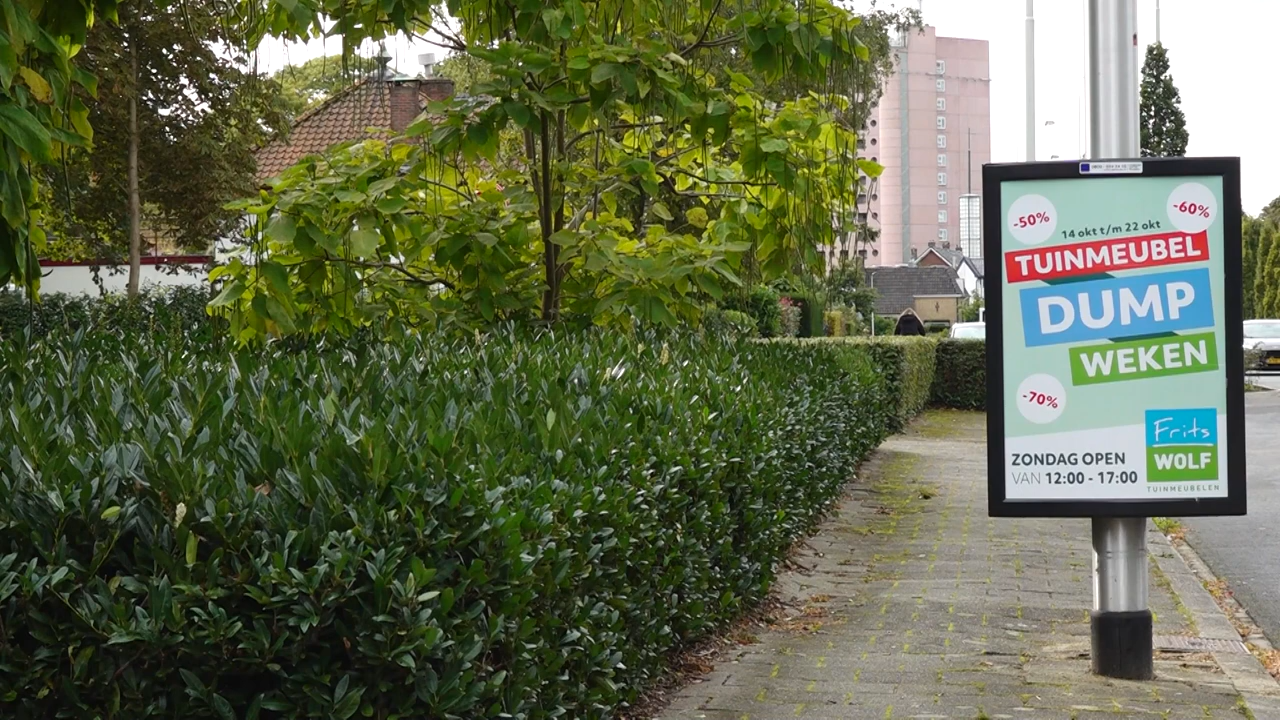 -50%
-60%
14 okt t/m 22 okt
TUINMEUBEL
DUMP
WEKEN
-70%
Frits
WOLF
TUINMEUBELEN
ZONDAG OPEN
VAN 12:00 - 17:00